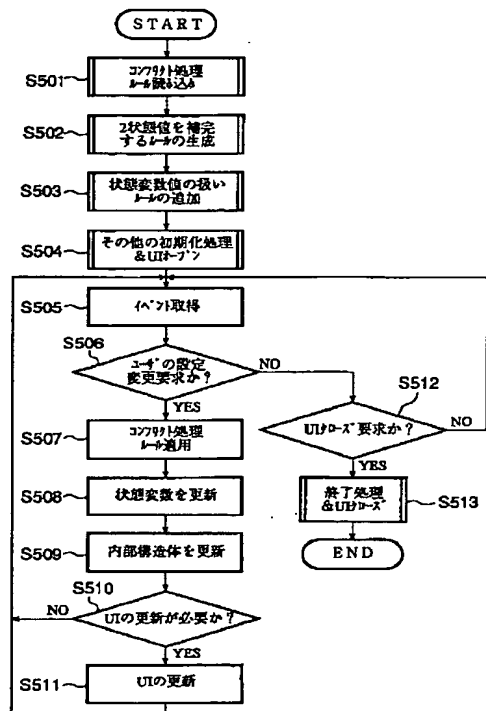 START
S501
コンフリクト処理
ルール読み込み
S502
2状態値を補完
するルールの生成
S503
状態変数値の扱い
ルールの追加
S504
その他の初期化処理
&UIオープン
S505
イベント取得
S506
ユーザの設定
変更要求か?
NO
YES
S512
UIクローズ要求か?
NO
YES
S507
コンフリクト処理
ルール適用
S513
終了処理
&UIクローズ
END
S508
状態変数を更新
S509
内部構造体を更新
S510
UIの更新が必要か?
NO
YES
S511
UIの更新